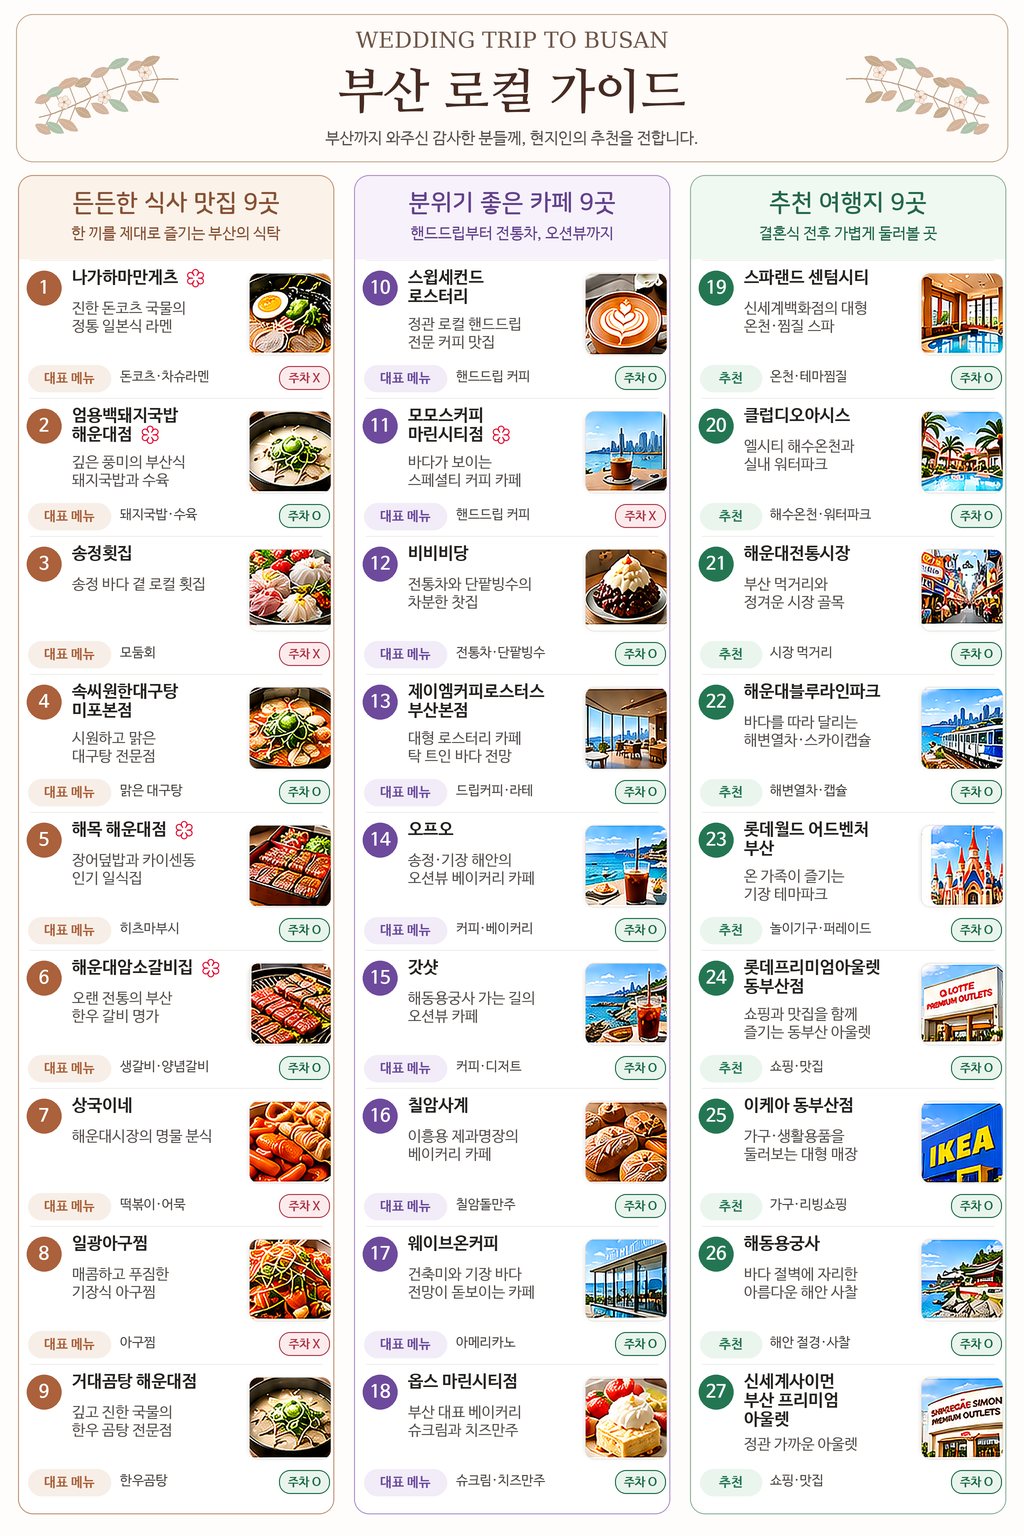 WEDDING TRIP TO BUSAN
부산 로컬 가이드
부산까지 와주신 감사한 분들께, 현지인의 추천을 전합니다.
든든한 식사 맛집 9곳
한 끼를 제대로 즐기는 부산의 식탁
1
나가하마만게츠
진한 돈코츠 국물의
정통 일본식 라멘
대표 메뉴
돈코츠·차슈라멘
주차 X
2
엄용백돼지국밥
해운대점
깊은 풍미의 부산식
돼지국밥과 수육
대표 메뉴
돼지국밥·수육
주차 O
3
송정횟집
송정 바다 곁 로컬 횟집
대표 메뉴
모둠회
주차 X
4
속씨원한대구탕
미포본점
시원하고 맑은
대구탕 전문점
대표 메뉴
맑은 대구탕
주차 O
5
해목 해운대점
장어덮밥과 카이센동
인기 일식집
대표 메뉴
히츠마부시
주차 O
6
해운대암소갈비집
오랜 전통의 부산
한우 갈비 명가
대표 메뉴
생갈비·양념갈비
주차 O
7
상국이네
해운대시장의 명물 분식
대표 메뉴
떡볶이·어묵
주차 X
8
일광아구찜
매콤하고 푸짐한
기장식 아구찜
대표 메뉴
아구찜
주차 X
9
거대곰탕 해운대점
깊고 진한 국물의
한우 곰탕 전문점
대표 메뉴
한우곰탕
주차 O
분위기 좋은 카페 9곳
핸드드립부터 전통차, 오션뷰까지
10
스윕세컨드
로스터리
정관 로컬 핸드드립
전문 커피 맛집
대표 메뉴
핸드드립 커피
주차 O
11
모모스커피
마린시티점
바다가 보이는
스페셜티 커피 카페
대표 메뉴
핸드드립 커피
주차 X
12
비비비당
전통차와 단팥빙수의
차분한 찻집
대표 메뉴
전통차·단팥빙수
주차 O
13
제이엠커피로스터스
부산본점
대형 로스터리 카페
탁 트인 바다 전망
대표 메뉴
드립커피·라테
주차 O
14
오프오
송정·기장 해안의
오션뷰 베이커리 카페
대표 메뉴
커피·베이커리
주차 O
15
갓샷
해동용궁사 가는 길의
오션뷰 카페
대표 메뉴
커피·디저트
주차 O
16
칠암사계
이흥용 제과명장의
베이커리 카페
대표 메뉴
칠암돌만주
주차 O
17
웨이브온커피
건축미와 기장 바다
전망이 돋보이는 카페
대표 메뉴
아메리카노
주차 O
18
옵스 마린시티점
부산 대표 베이커리
슈크림과 치즈만주
대표 메뉴
슈크림·치즈만주
주차 O
추천 여행지 9곳
결혼식 전후 가볍게 둘러볼 곳
19
스파랜드 센텀시티
신세계백화점의 대형
온천·찜질 스파
추천
온천·테마찜질
주차 O
20
클럽디오아시스
엘시티 해수온천과
실내 워터파크
추천
해수온천·워터파크
주차 O
21
해운대전통시장
부산 먹거리와
정겨운 시장 골목
추천
시장 먹거리
주차 O
22
해운대블루라인파크
바다를 따라 달리는
해변열차·스카이캡슐
추천
해변열차·캡슐
주차 O
23
롯데월드 어드벤처
부산
온 가족이 즐기는
기장 테마파크
추천
놀이기구·퍼레이드
주차 O
24
롯데프리미엄아울렛
동부산점
쇼핑과 맛집을 함께
즐기는 동부산 아울렛
LOTTE
PREMIUM OUTLETS
추천
쇼핑·맛집
주차 O
25
이케아 동부산점
가구·생활용품을
둘러보는 대형 매장
IKEA
추천
가구·리빙쇼핑
주차 O
26
해동용궁사
바다 절벽에 자리한
아름다운 해안 사찰
추천
해안 절경·사찰
주차 O
27
신세계사이먼
부산 프리미엄
아울렛
정관 가까운 아울렛
SIMON
PREMIUM OUTLETS
추천
쇼핑·맛집
주차 O